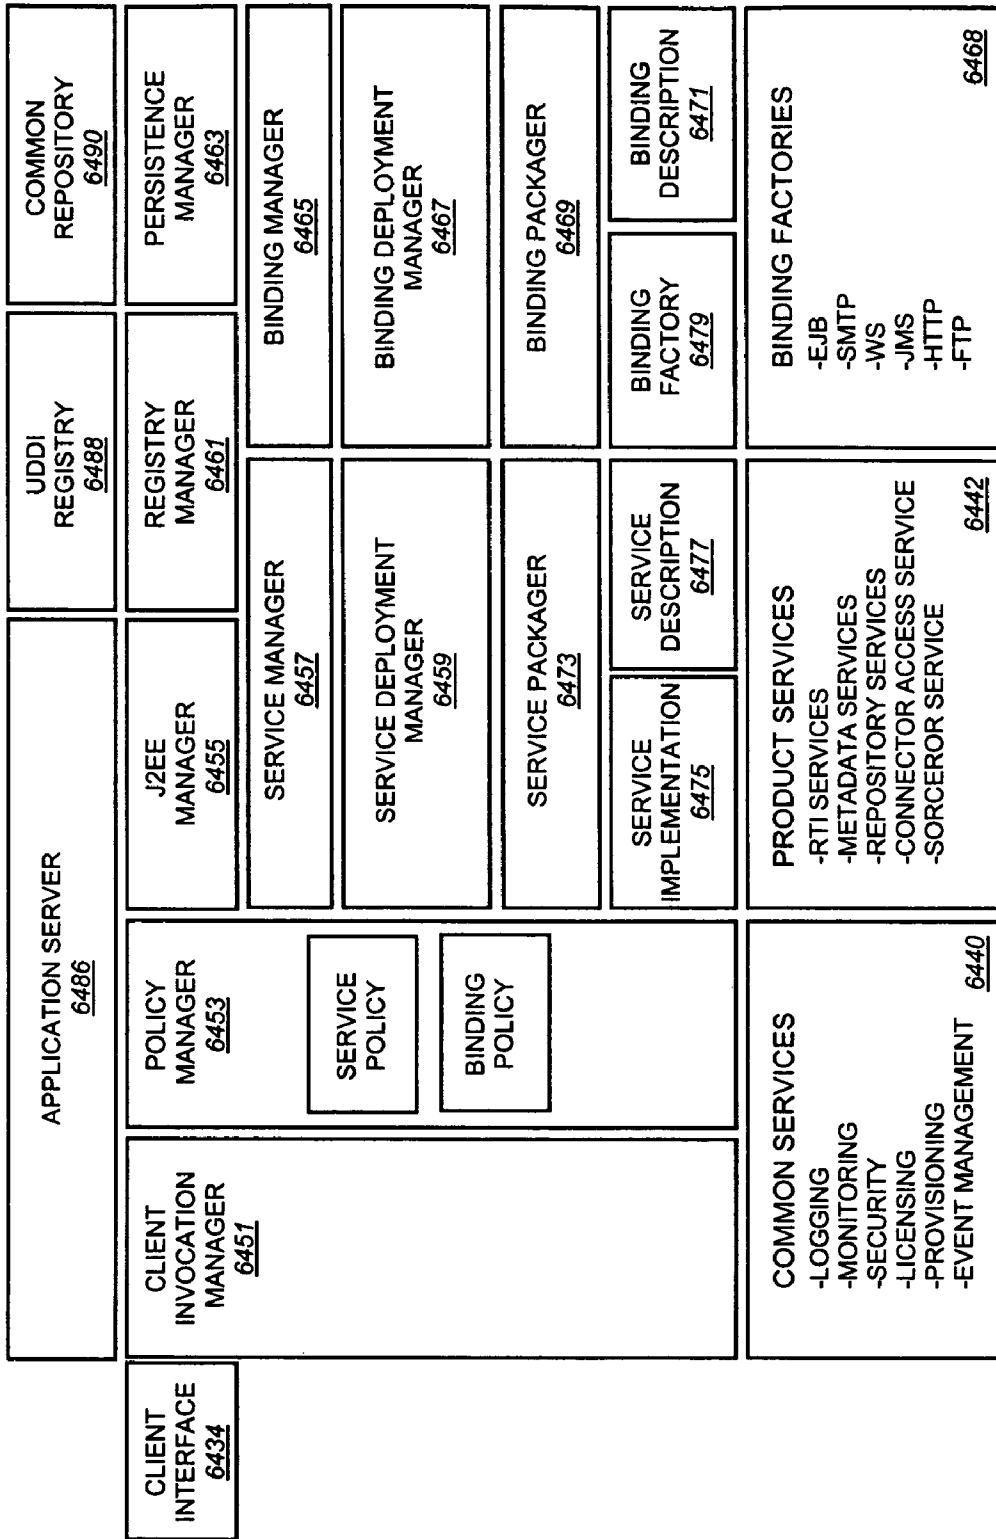 APPLICATION SERVER
6486
UDDI
REGISTRY
6488
COMMON
REPOSITORY
6490
CLIENT
INTERFACE
6434
CLIENT
INVOCATION
MANAGER
6451
POLICY
MANAGER
6453
SERVICE
POLICY
BINDING
POLICY
J2EE
MANAGER
6455
REGISTRY
MANAGER
6461
PERSISTENCE
MANAGER
6463
SERVICE MANAGER
6457
BINDING MANAGER
6465
SERVICE DEPLOYMENT
MANAGER
6459
BINDING DEPLOYMENT
MANAGER
6467
SERVICE PACKAGER
6473
BINDING PACKAGER
6469
SERVICE
IMPLEMENTATION
6475
SERVICE
DESCRIPTION
6477
BINDING
FACTORY
6479
BINDING
DESCRIPTION
6471
COMMON SERVICES
-LOGGING
-MONITORING
-SECURITY
-LICENSING
-PROVISIONING
-EVENT MANAGEMENT
6440
PRODUCT SERVICES
-RTI SERVICES
-METADATA SERVICES
-REPOSITORY SERVICES
-CONNECTOR ACCESS SERVICE
-SORCEROR SERVICE
6442
BINDING FACTORIES
-EJB
-SMTP
-WS
-JMS
-HTTP
-FTP
6468